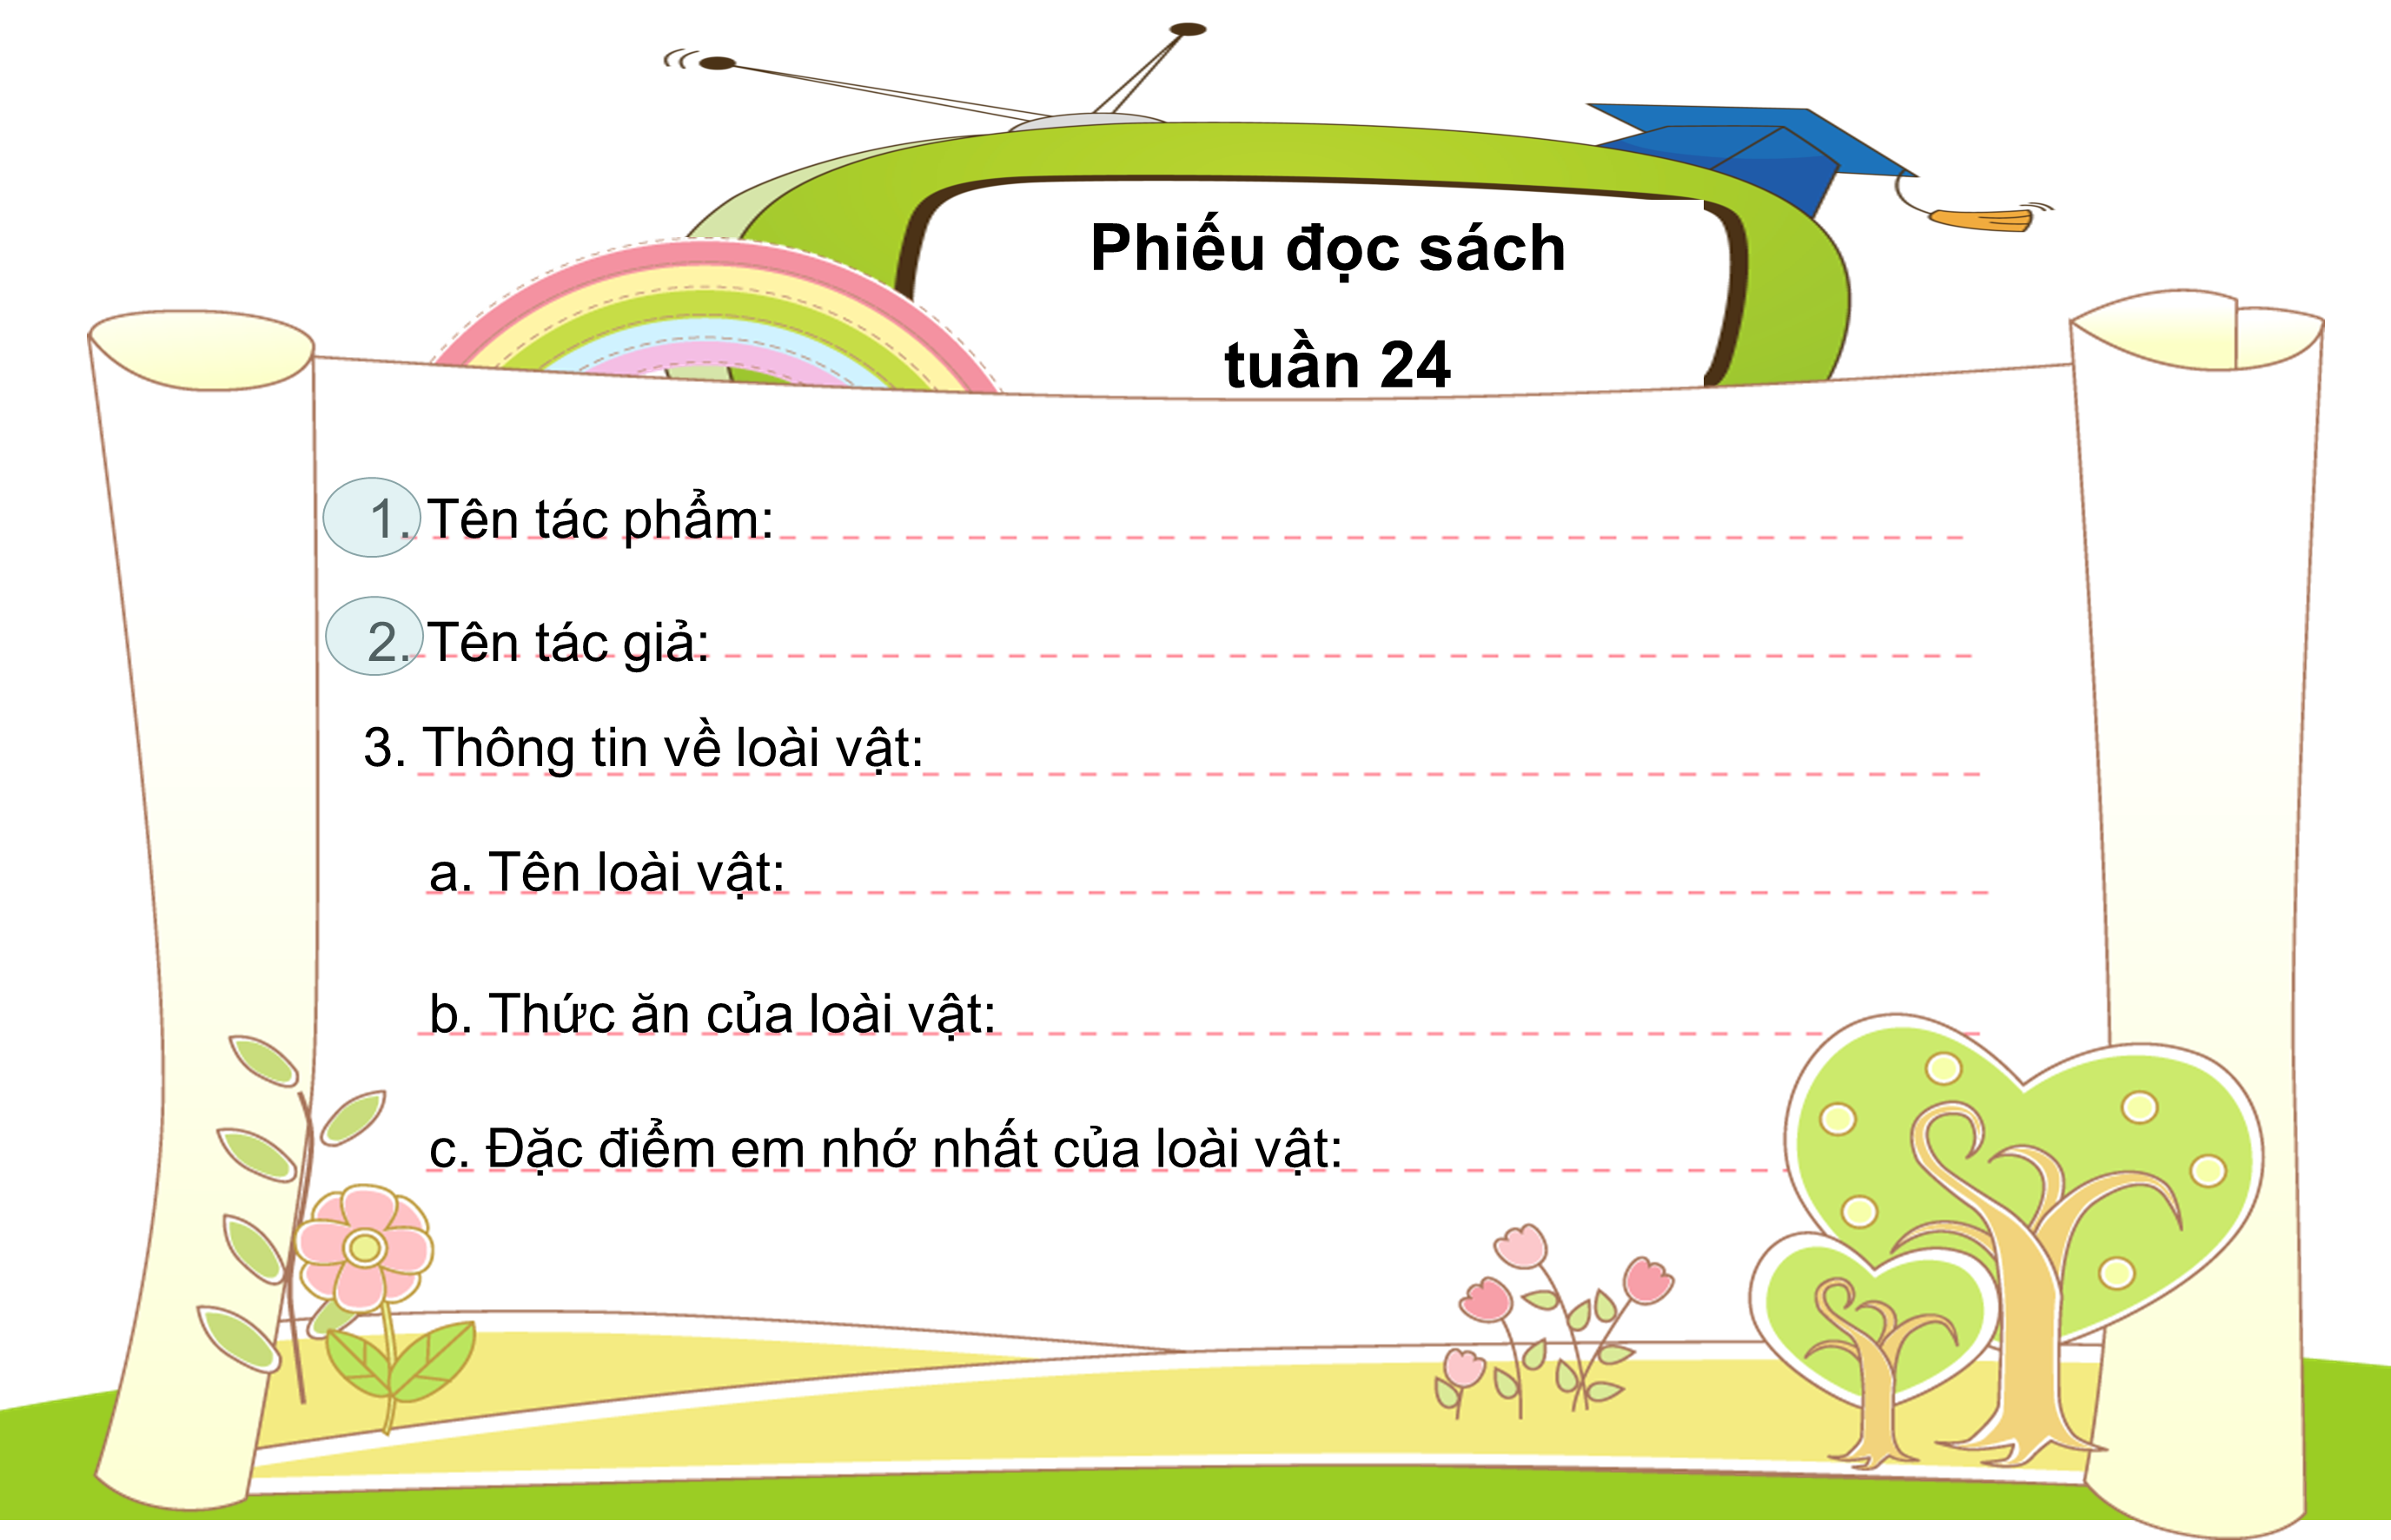 Phiếu đọc sách
tuần 24
1. Tên tác phẩm:
2. Tên tác giả:
3. Thông tin về loài vật:
a. Tên loài vật:
b. Thức ăn của loài vật:
c. Đặc điểm em nhớ nhất của loài vật: